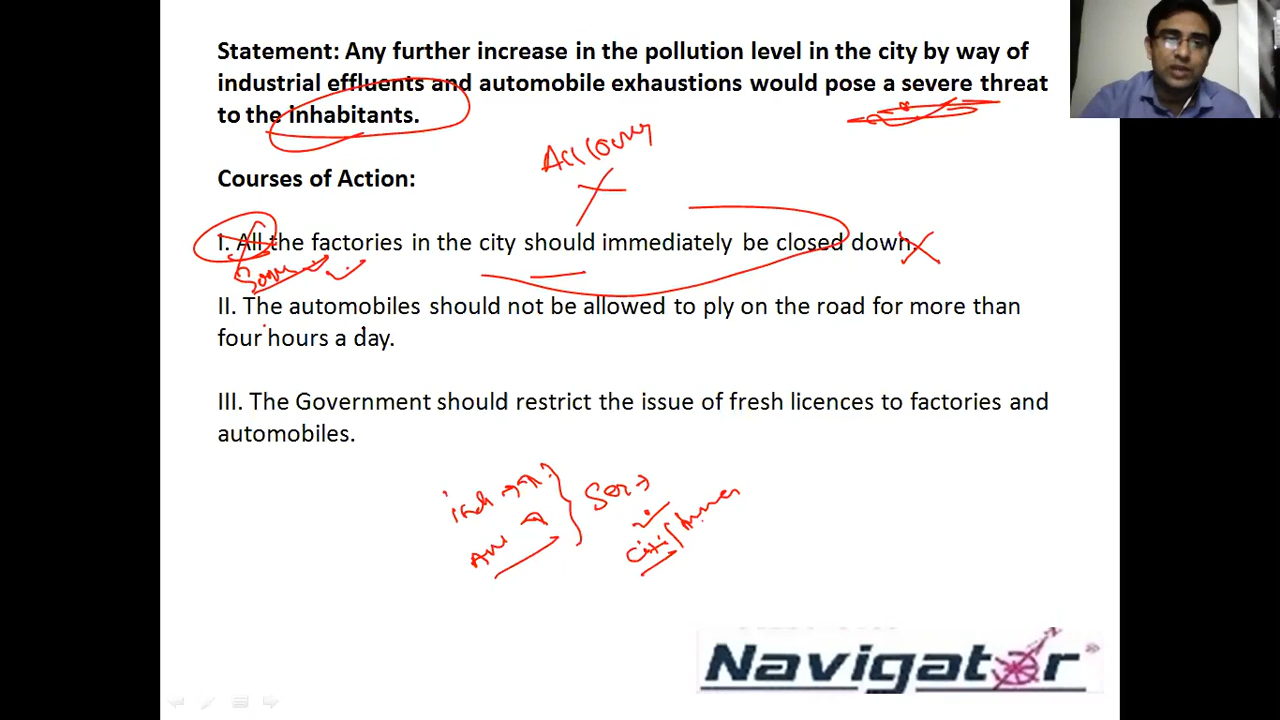 Statement: Any further increase in the pollution level in the city by way of
industrial effluents and automobile exhaustions would pose a severe threat
to the inhabitants.
Courses of Action:
I. All the factories in the city should immediately be closed down.
Some
II. The automobiles should not be allowed to ply on the road for more than
four hours a day.
III. The Government should restrict the issue of fresh licences to factories and
automobiles.
Navigator